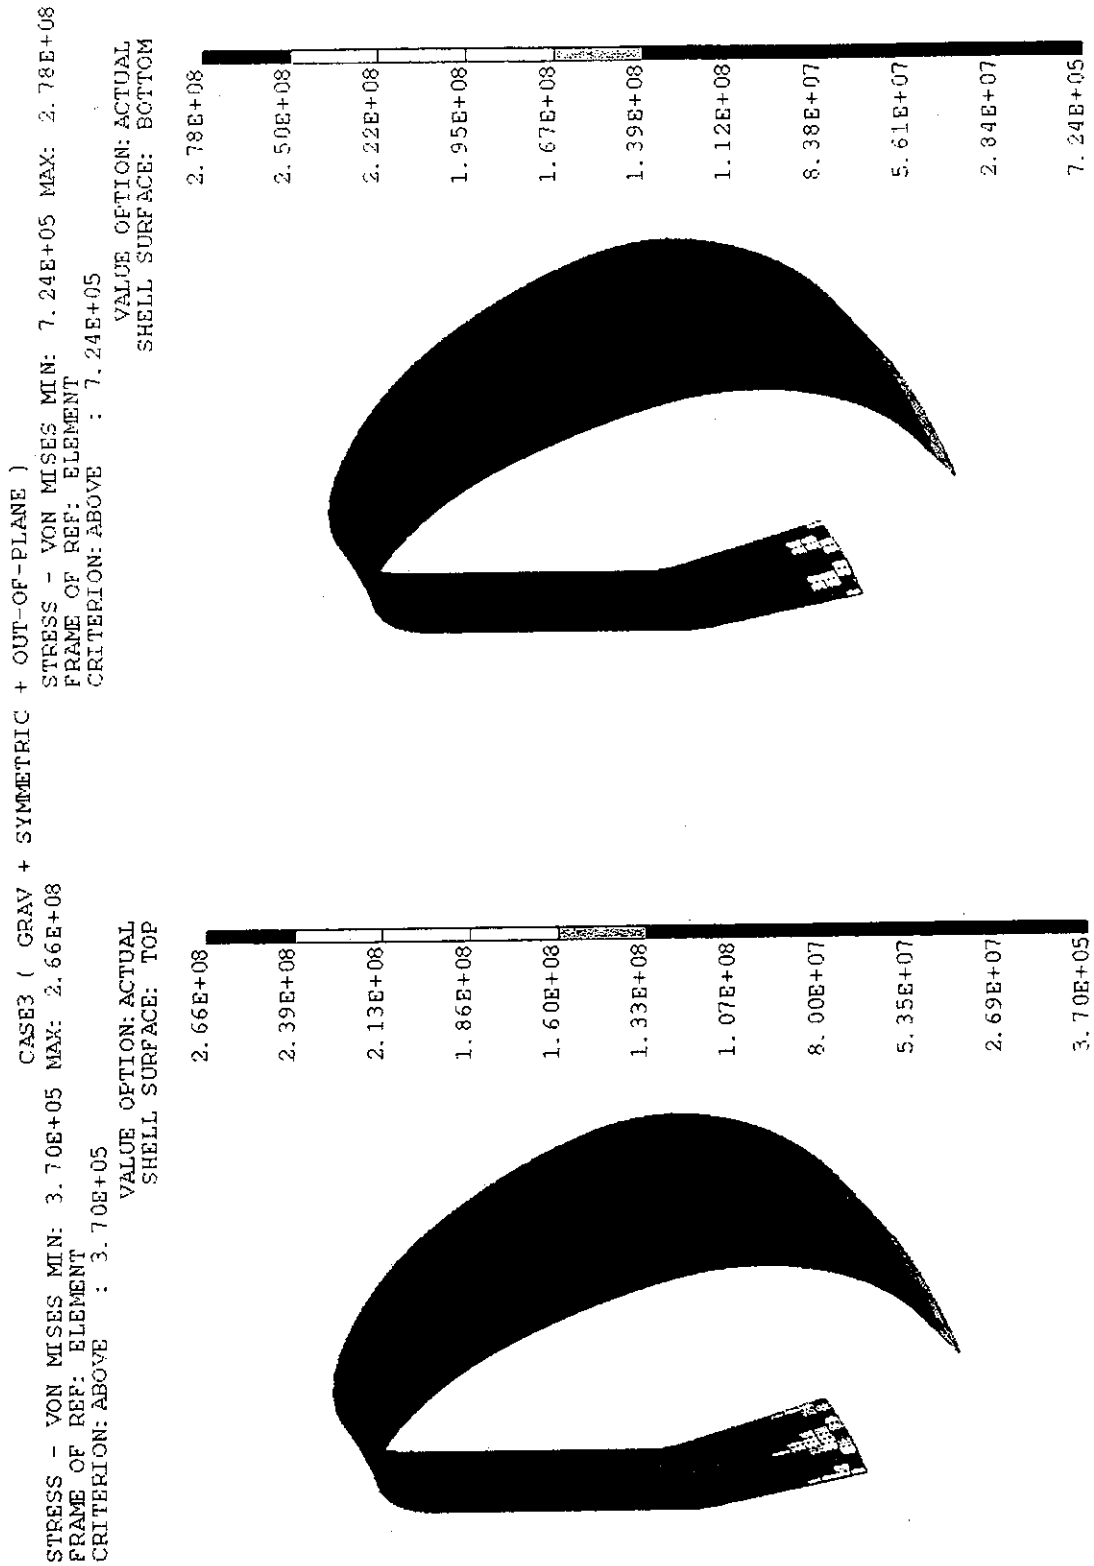 CASE3 ( GRAV + SYMMETRIC + OUT-OF-PLANE )
STRESS - VON MISES MIN: 3.70E+05 MAX: 2.66E+08
FRAME OF REF: ELEMENT
CRITERION: ABOVE : 3.70E+05
VALUE OPTION: ACTUAL
SHELL SURFACE: TOP
2.66E+08
2.39E+08
2.13E+08
1.86E+08
1.60E+08
1.33E+08
1.07E+08
8.00E+07
5.35E+07
2.69E+07
3.70E+05
STRESS - VON MISES MIN: 7.24E+05 MAX: 2.78E+08
FRAME OF REF: ELEMENT
CRITERION: ABOVE : 7.24E+05
VALUE OPTION: ACTUAL
SHELL SURFACE: BOTTOM
2.78E+08
2.50E+08
2.22E+08
1.95E+08
1.67E+08
1.39E+08
1.12E+08
8.38E+07
5.61E+07
2.84E+07
7.24E+05